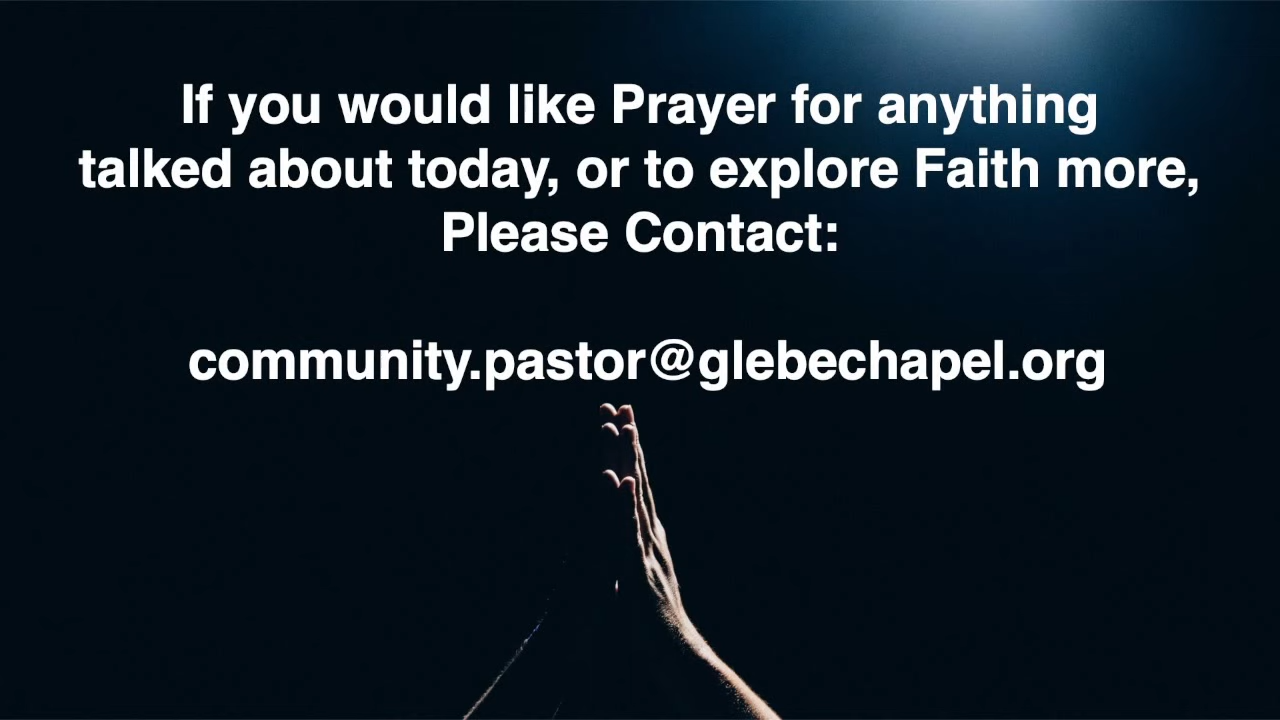 If you would like Prayer for anything
talked about today, or to explore Faith more,
Please Contact:
community.pastor@glebechapel.org